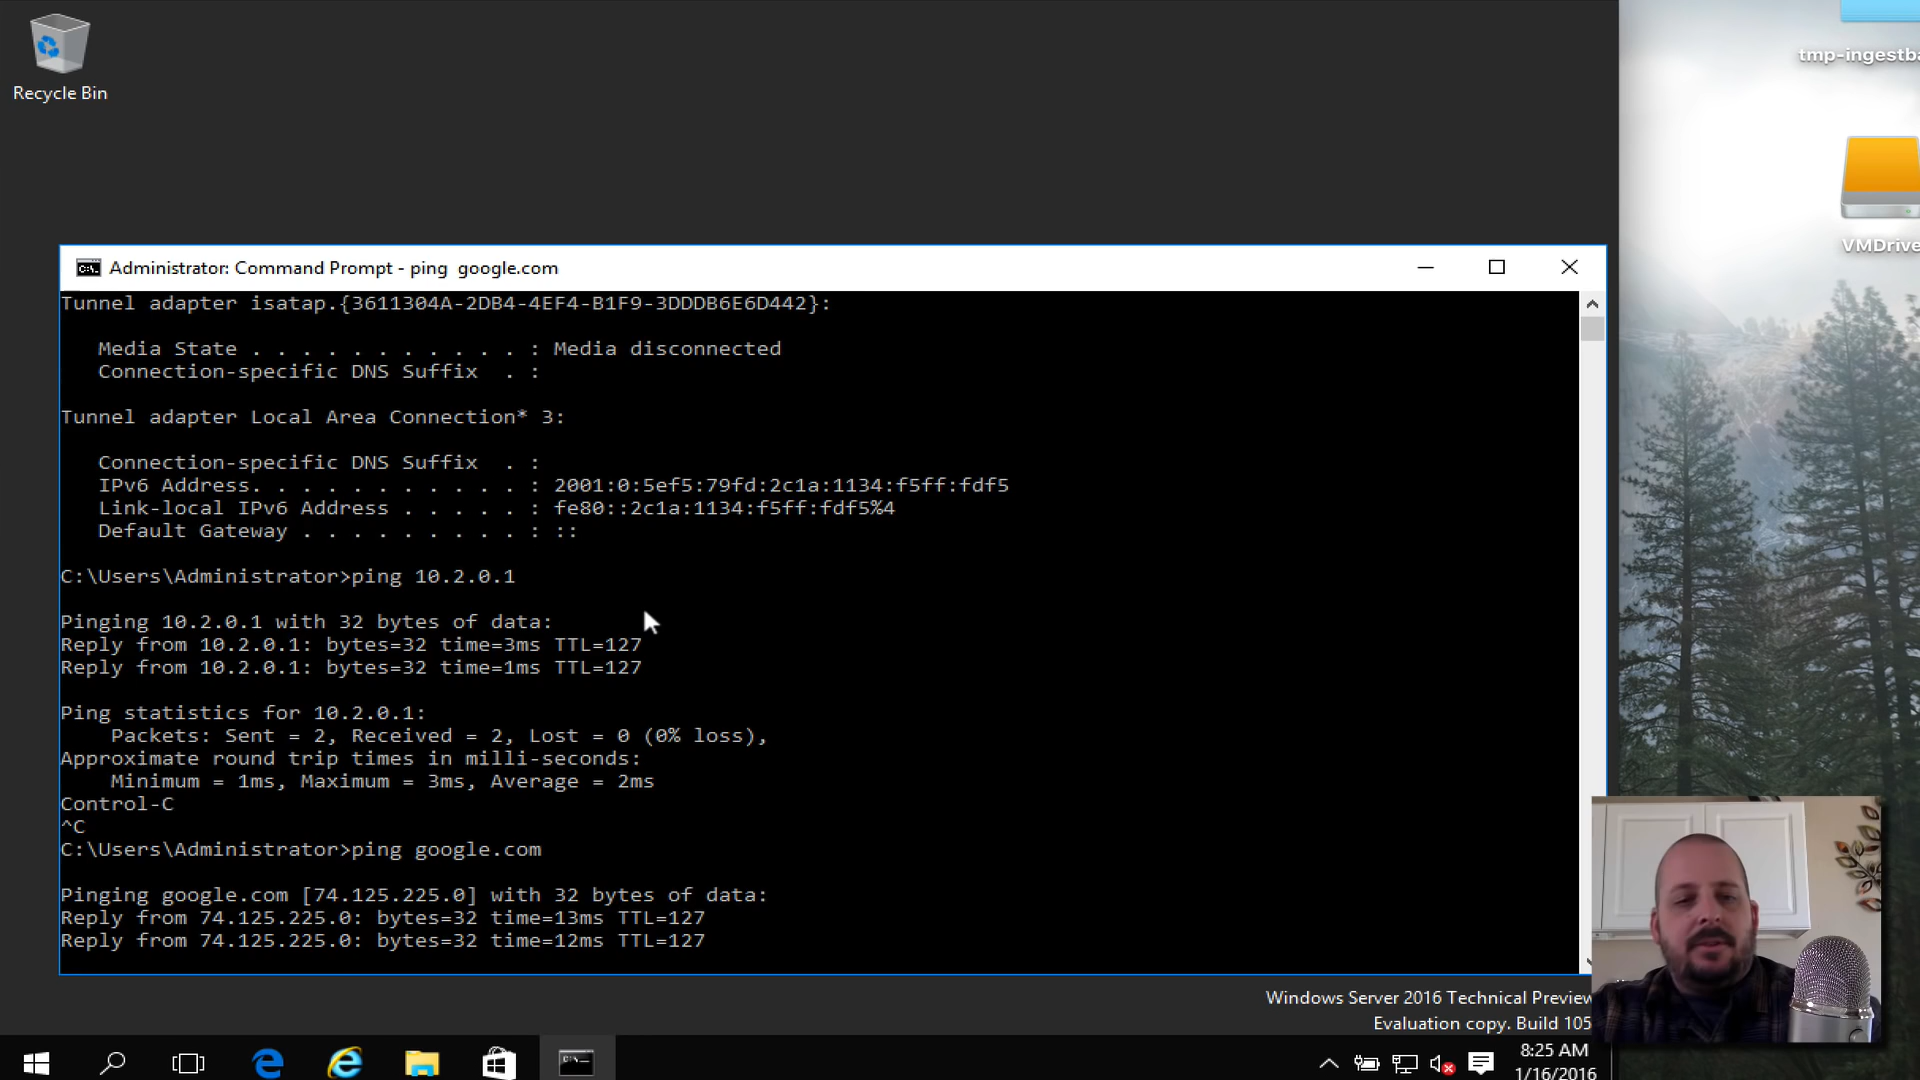 Recycle Bin
tmp-ingestba
VMDrive
Administrator: Command Prompt - ping  google.com
Tunnel adapter isatap.{3611304A-2DB4-4EF4-B1F9-3DDDB6E6D442}:
Media State . . . . . . . . . . . : Media disconnected
Connection-specific DNS Suffix  . :
Tunnel adapter Local Area Connection* 3:
Connection-specific DNS Suffix  . :
IPv6 Address. . . . . . . . . . . : 2001:0:5ef5:79fd:2c1a:1134:f5ff:fdf5
Link-local IPv6 Address . . . . . : fe80::2c1a:1134:f5ff:fdf5%4
Default Gateway . . . . . . . . . : ::
C:\Users\Administrator>ping 10.2.0.1
Pinging 10.2.0.1 with 32 bytes of data:
Reply from 10.2.0.1: bytes=32 time=3ms TTL=127
Reply from 10.2.0.1: bytes=32 time=1ms TTL=127
Ping statistics for 10.2.0.1:
Packets: Sent = 2, Received = 2, Lost = 0 (0% loss),
Approximate round trip times in milli-seconds:
Minimum = 1ms, Maximum = 3ms, Average = 2ms
Control-C
^C
C:\Users\Administrator>ping google.com
Pinging google.com [74.125.225.0] with 32 bytes of data:
Reply from 74.125.225.0: bytes=32 time=13ms TTL=127
Reply from 74.125.225.0: bytes=32 time=12ms TTL=127
Windows Server 2016 Technical Preview
Evaluation copy. Build 105
8:25 AM
1/16/2016